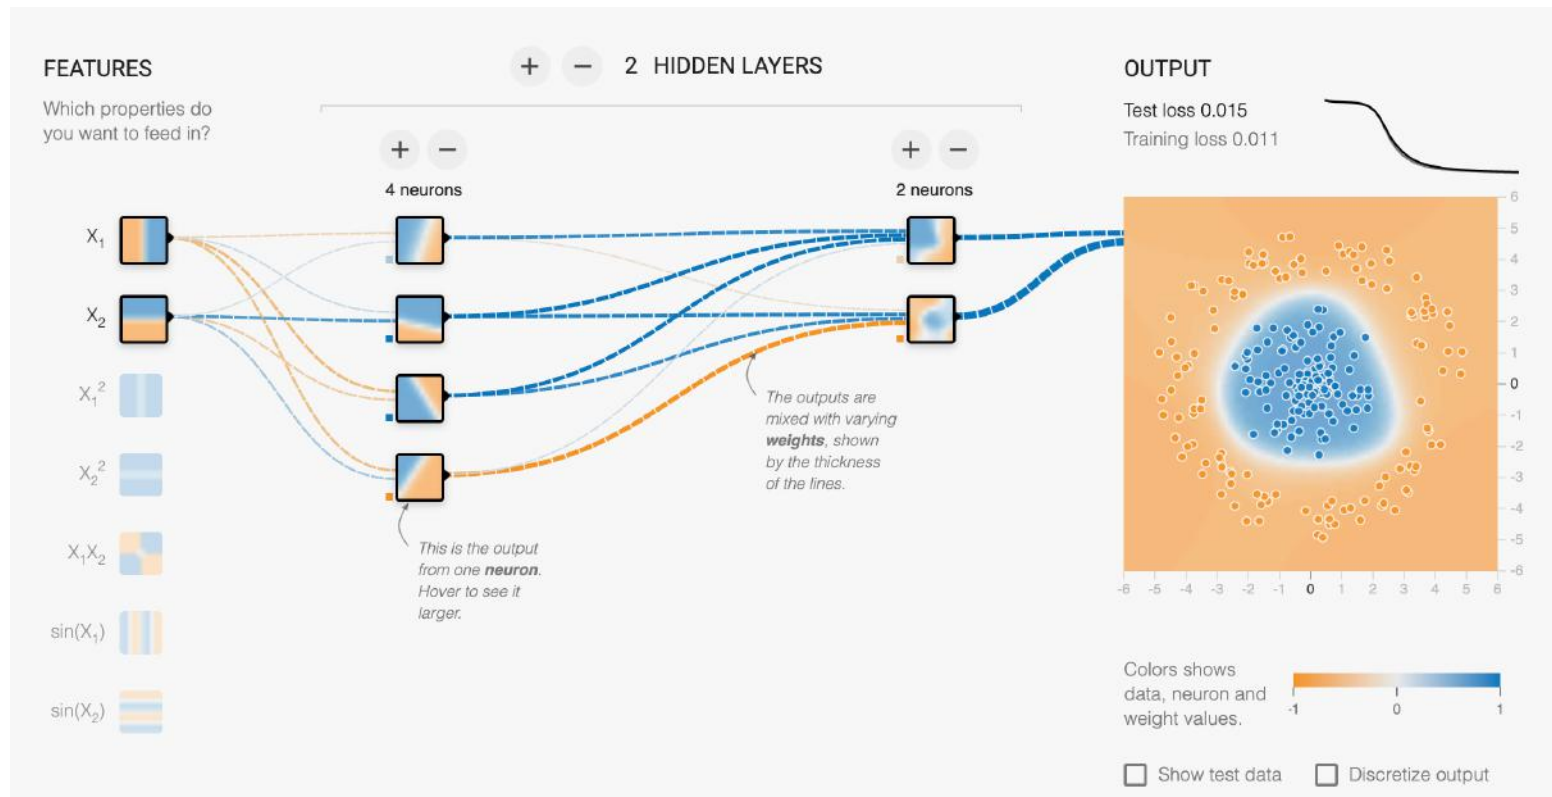 FEATURES
Which properties do
you want to feed in?
X₁
X₂
X₁²
X₂²
X₁X₂
sin(X₁)
sin(X₂)
+ − 2 HIDDEN LAYERS
+ −
4 neurons
+ −
2 neurons
This is the output
from one neuron.
Hover to see it
larger.
The outputs are
mixed with varying
weights, shown
by the thickness
of the lines.
OUTPUT
Test loss 0.015
Training loss 0.011
6
5
4
3
2
1
0
-1
-2
-3
-4
-5
-6
-6 -5 -4 -3 -2 -1 0 1 2 3 4 5 6
Colors shows
data, neuron and
weight values.
-1 0 1
Show test data
Discretize output